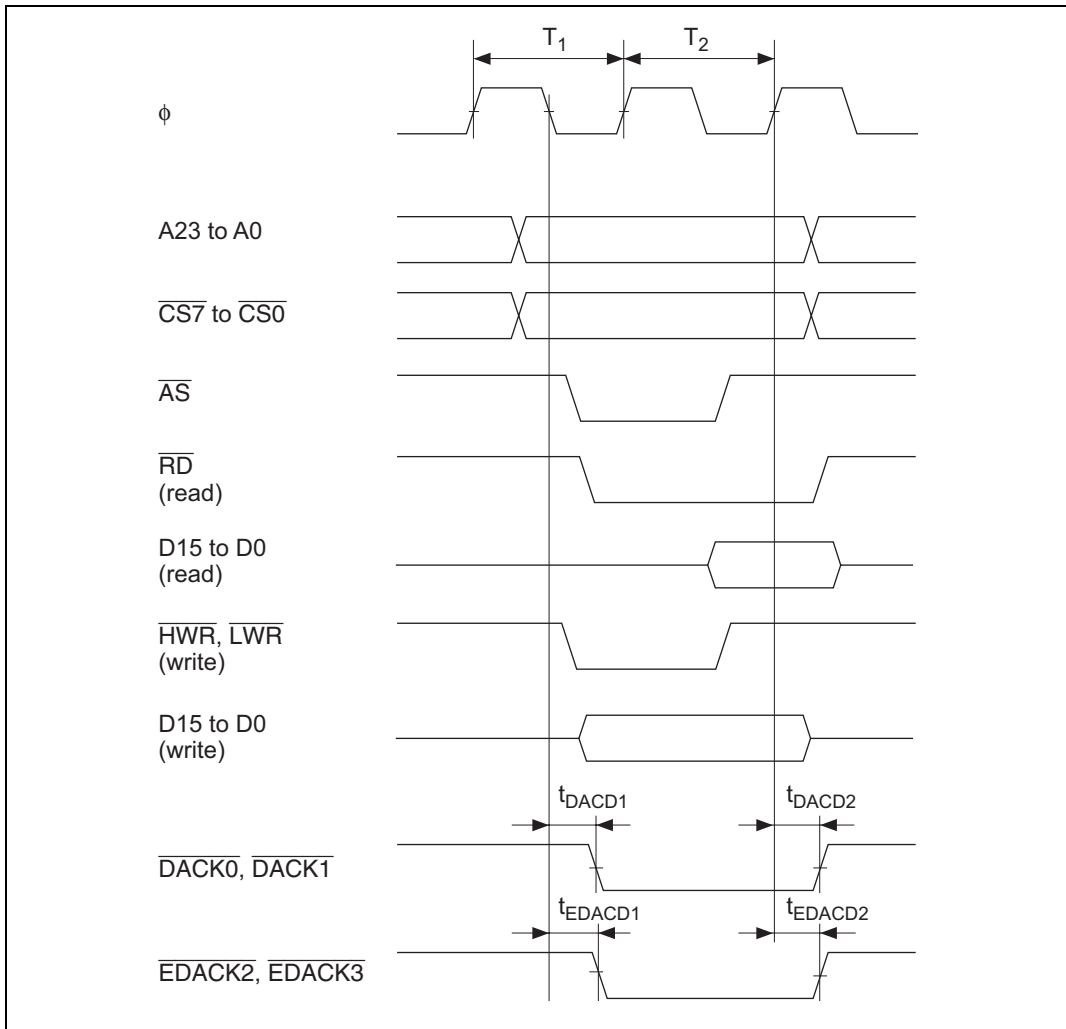 T1 T2
ϕ
A23 to A0
CS7 to CS0
AS
RD
(read)
D15 to D0
(read)
HWR, LWR
(write)
D15 to D0
(write)
tDACD1 tDACD2
DACK0, DACK1
tEDACD1 tEDACD2
EDACK2, EDACK3